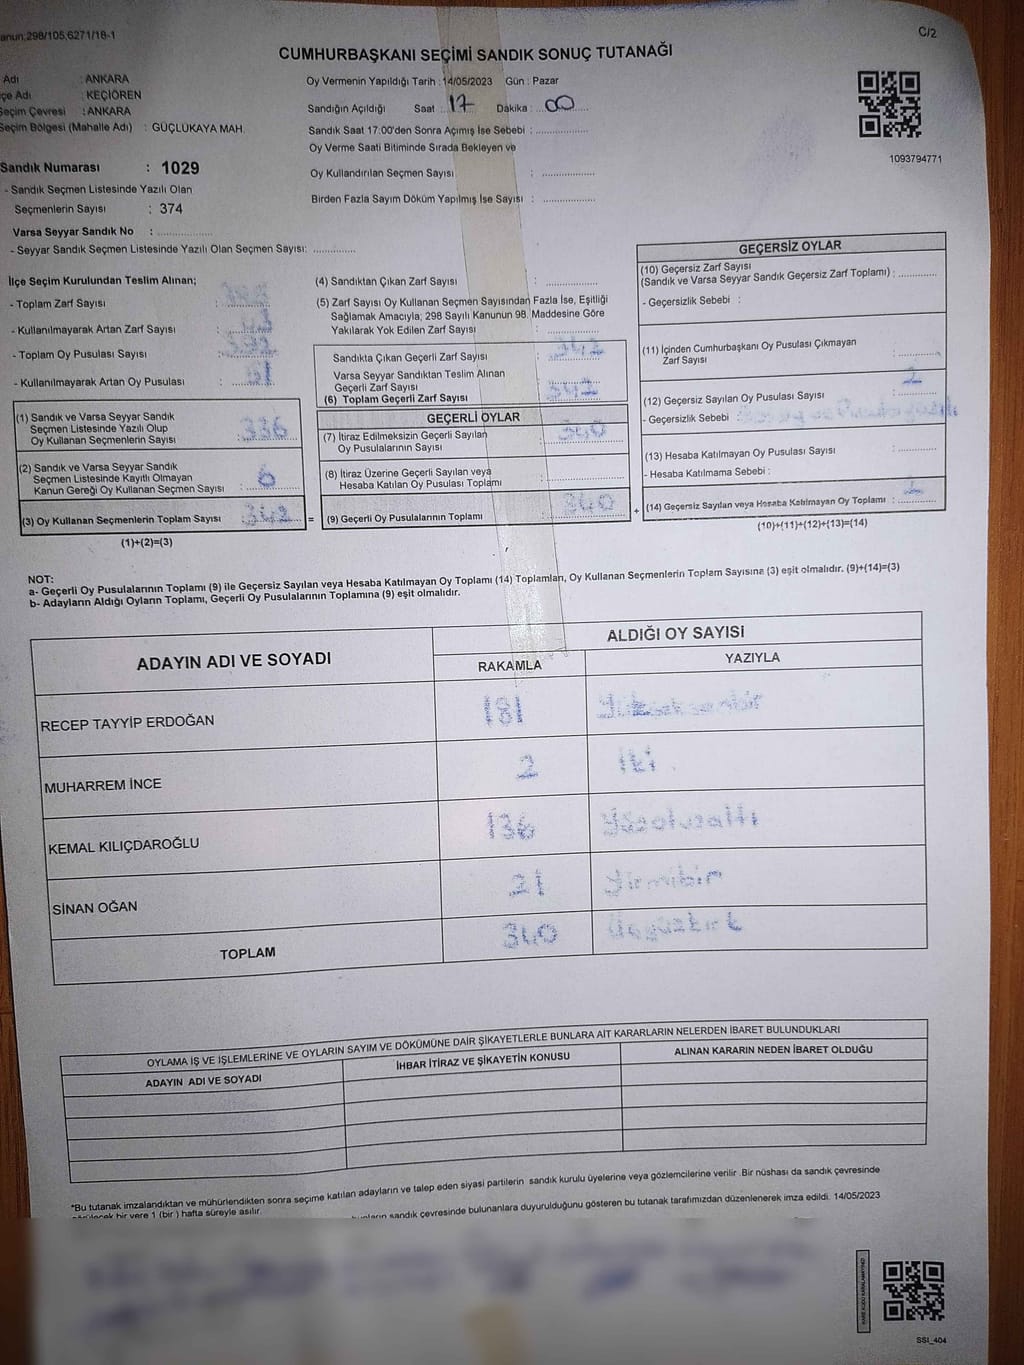 anun:298/105,6271/18-1
C/2
CUMHURBAŞKANI SEÇİMİ SANDIK SONUÇ TUTANAĞI
Adı : ANKARA
çe Adı : KEÇİÖREN
Seçim Çevresi : ANKARA
Seçim Bölgesi (Mahalle Adı) : GÜÇLÜKAYA MAH.
Oy Vermenin Yapıldığı Tarih : 14/05/2023 Gün : Pazar
Sandığın Açıldığı Saat : 17 Dakika : 00
Sandık Saat 17:00'den Sonra Açımış İse Sebebi :
Oy Verme Saati Bitiminde Sırada Bekleyen ve
Oy Kullandırılan Seçmen Sayısı :
Birden Fazla Sayım Döküm Yapılmış İse Sayısı :
1093794771
Sandık Numarası : 1029
- Sandık Seçmen Listesinde Yazılı Olan
Seçmenlerin Sayısı : 374
Varsa Seyyar Sandık No :
- Seyyar Sandık Seçmen Listesinde Yazılı Olan Seçmen Sayısı:
İlçe Seçim Kurulundan Teslim Alınan;
- Toplam Zarf Sayısı :
- Kullanılmayarak Artan Zarf Sayısı :
- Toplam Oy Pusulası Sayısı :
- Kullanılmayarak Artan Oy Pusulası :
(1) Sandık ve Varsa Seyyar Sandık
Seçmen Listesinde Yazılı Olup
Oy Kullanan Seçmenlerin Sayısı : 336
(2) Sandık ve Varsa Seyyar Sandık
Seçmen Listesinde Kayıtlı Olmayan
Kanun Gereği Oy Kullanan Seçmen Sayısı : 6
(3) Oy Kullanan Seçmenlerin Toplam Sayısı : 342
(1)+(2)=(3)
=
(4) Sandıktan Çıkan Zarf Sayısı :
(5) Zarf Sayısı Oy Kullanan Seçmen Sayısından Fazla İse, Eşitliği
Sağlamak Amacıyla; 298 Sayılı Kanunun 98. Maddesine Göre
Yakılarak Yok Edilen Zarf Sayısı :
Sandıkta Çıkan Geçerli Zarf Sayısı : 342
Varsa Seyyar Sandıktan Teslim Alınan
Geçerli Zarf Sayısı :
(6) Toplam Geçerli Zarf Sayısı : 342
GEÇERLİ OYLAR
(7) İtiraz Edilmeksizin Geçerli Sayılan : 340
Oy Pusulalarının Sayısı
(8) İtiraz Üzerine Geçerli Sayılan veya
Hesaba Katılan Oy Pusulası Toplamı :
(9) Geçerli Oy Pusulalarının Toplamı : 340
+
GEÇERSİZ OYLAR
(10) Geçersiz Zarf Sayısı
(Sandık ve Varsa Seyyar Sandık Geçersiz Zarf Toplamı) :
- Geçersizlik Sebebi :
(11) İçinden Cumhurbaşkanı Oy Pusulası Çıkmayan
Zarf Sayısı :
(12) Geçersiz Sayılan Oy Pusulası Sayısı : 2
- Geçersizlik Sebebi :
(13) Hesaba Katılmayan Oy Pusulası Sayısı :
- Hesaba Katılmama Sebebi :
(14) Geçersiz Sayılan veya Hesaba Katılmayan Oy Toplamı : 2
(10)+(11)+(12)+(13)=(14)
NOT:
a- Geçerli Oy Pusulalarının Toplamı (9) ile Geçersiz Sayılan veya Hesaba Katılmayan Oy Toplamı (14) Toplamları, Oy Kullanan Seçmenlerin Toplam Sayısına (3) eşit olmalıdır. (9)+(14)=(3)
b- Adayların Aldığı Oyların Toplamı, Geçerli Oy Pusulalarının Toplamına (9) eşit olmalıdır.
ADAYIN ADI VE SOYADI
ALDIĞI OY SAYISI
RAKAMLA YAZIYLA
RECEP TAYYİP ERDOĞAN 181 Yüzseksenbir
MUHARREM İNCE 2 İki
KEMAL KILIÇDAROĞLU 136 Yüzotuzaltı
SİNAN OĞAN 21 Yirmibir
TOPLAM 340 Üçyüzkırk
OYLAMA İŞ VE İŞLEMLERİNE VE OYLARIN SAYIM VE DÖKÜMÜNE DAİR ŞİKAYETLERLE BUNLARA AİT KARARLARIN NELERDEN İBARET BULUNDUKLARI
ADAYIN ADI VE SOYADI İHBAR İTİRAZ VE ŞİKAYETİN KONUSU ALINAN KARARIN NEDEN İBARET OLDUĞU
*Bu tutanak imzalandıktan ve mühürlendikten sonra seçime katılan adayların ve talep eden siyasi partilerin sandık kurulu üyelerine veya gözlemcilerine verilir. Bir nüshası da sandık çevresinde
görülecek bir yere 1 (bir) hafta süreyle asılır.
sandık çevresinde bulunanlara duyurulduğunu gösteren bu tutanak tarafımızdan düzenlenerek imza edildi. 14/05/2023
SSI_404